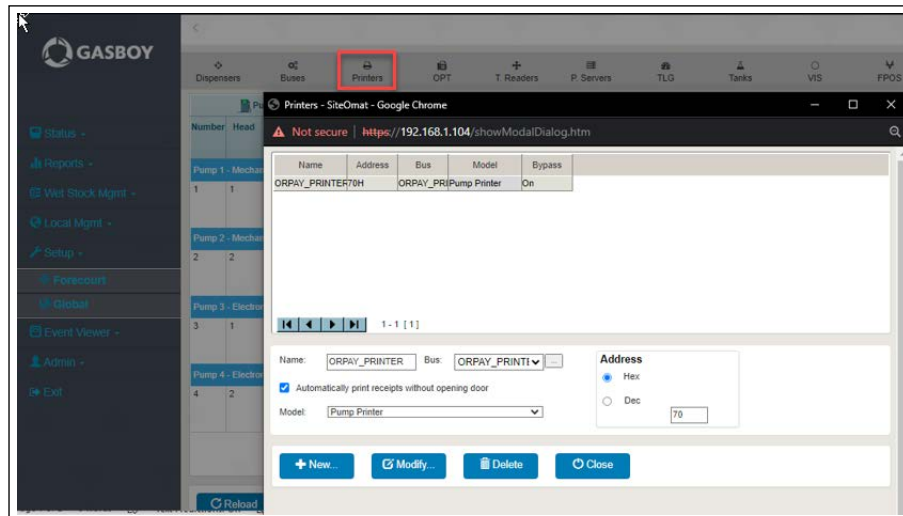 GASBOY
Dispensers Buses Printers OPT T. Readers P. Servers TLG Tanks VIS FPOS
Printers - SiteOmat - Google Chrome
Not secure | https://192.168.1.104/showModalDialog.htm
Number Head
Name Address Bus Model Bypass
ORPAY_PRINTER 70H ORPAY_PRI Pump Printer On
Pump 1 - Mechan
1 1
Pump 2 - Mechan
2 2
Pump 3 - Electron
3 1
Pump 4 - Electron
4 2
Status
Reports
Wet Stock Mgmt
Local Mgmt
Setup
Forecourt
Global
Event Viewer
Admin
Exit
1 - 1 [1]
Name: ORPAY_PRINTER Bus: ORPAY_PRINTE ...
Address
Hex
Dec
70
Automatically print receipts without opening door
Model: Pump Printer
New... Modify... Delete Close
Reload